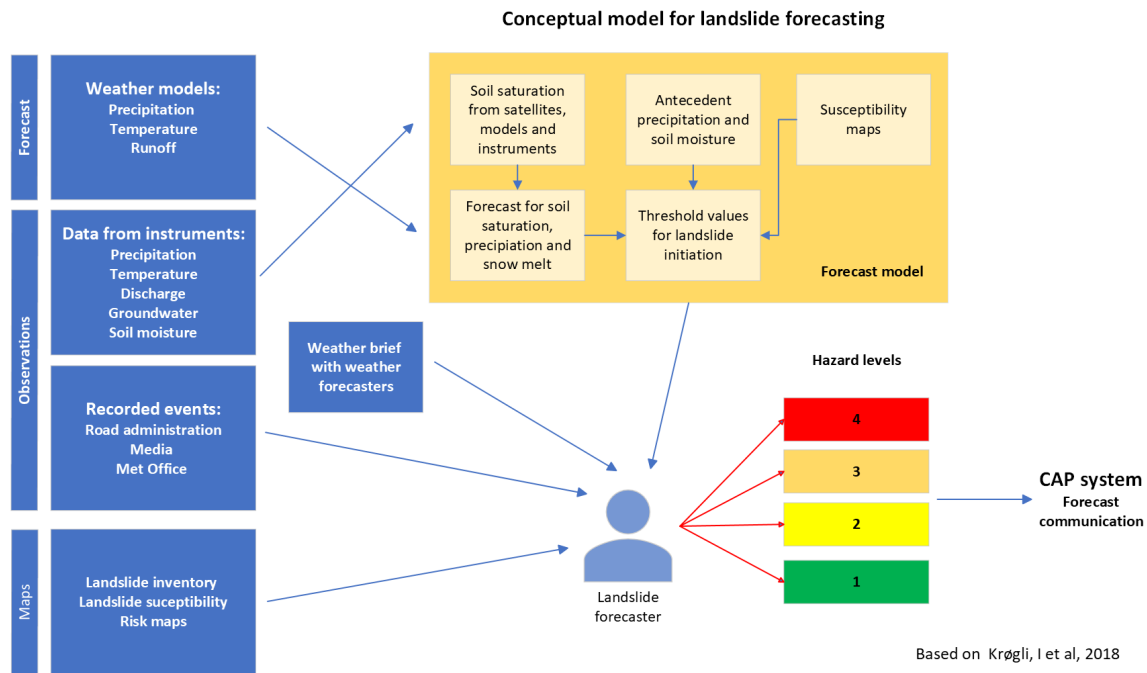 Conceptual model for landslide forecasting
Forecast
Weather models:
Precipitation
Temperature
Runoff
Observations
Data from instruments:
Precipitation
Temperature
Discharge
Groundwater
Soil moisture
Recorded events:
Road administration
Media
Met Office
Maps
Landslide inventory
Landslide suceptibility
Risk maps
Weather brief
with weather
forecasters
Soil saturation
from satellites,
models and
instruments
Antecedent
precipitation and
soil moisture
Susceptibility
maps
Forecast for soil
saturation,
precipiation and
snow melt
Threshold values
for landslide
initiation
Forecast model
Landslide
forecaster
Hazard levels
4
3
2
1
CAP system
Forecast
communication
Based on Krøgli, I et al, 2018